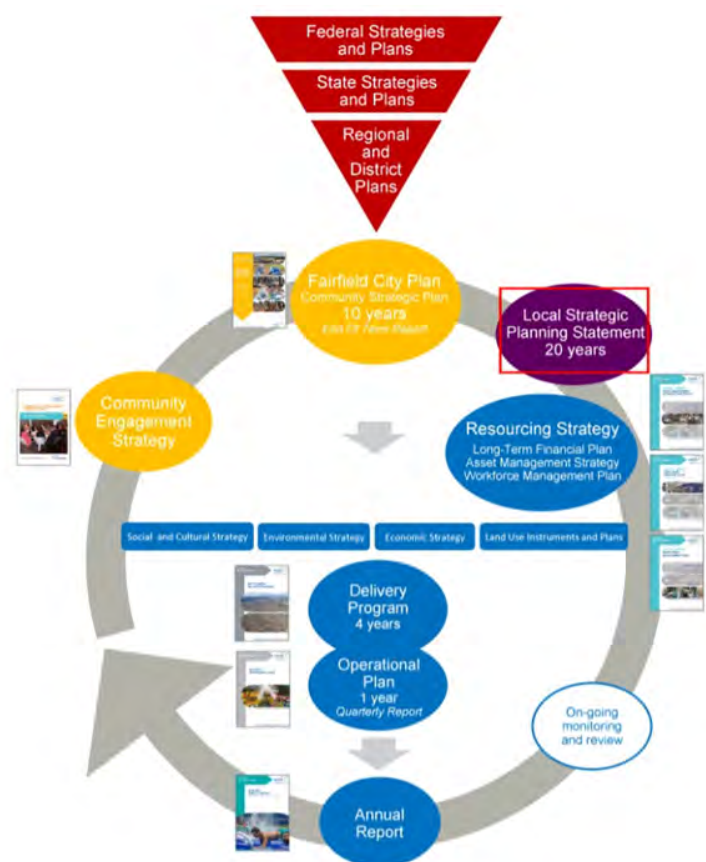 Federal Strategies
and Plans
State Strategies
and Plans
Regional
and
District
Plans
Fairfield City Plan
Community Strategic Plan
10 years
Local Strategic
Planning Statement
20 years
Community
Engagement
Strategy
Resourcing Strategy
Long-Term Financial Plan
Asset Management Strategy
Workforce Management Plan
Social and Cultural Strategy
Environmental Strategy
Economic Strategy
Land Use Instruments and Plans
Delivery
Program
4 years
Operational
Plan
1 year
Quarterly Report
On-going
monitoring
and review
Annual
Report